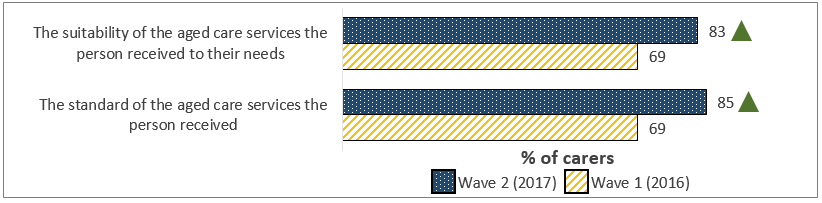 The suitability of the aged care services the
person received to their needs
83
69
The standard of the aged care services the
person received
85
69
% of carers
Wave 2 (2017) Wave 1 (2016)